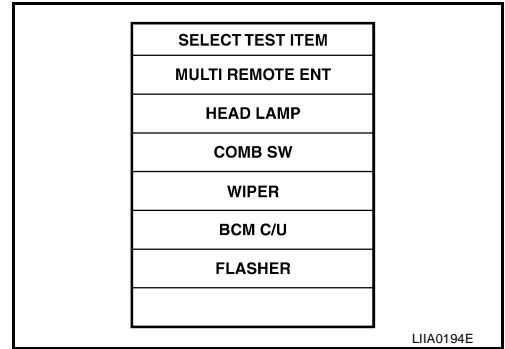 SELECT TEST ITEM
MULTI REMOTE ENT
HEAD LAMP
COMB SW
WIPER
BCM C/U
FLASHER
LIIA0194E